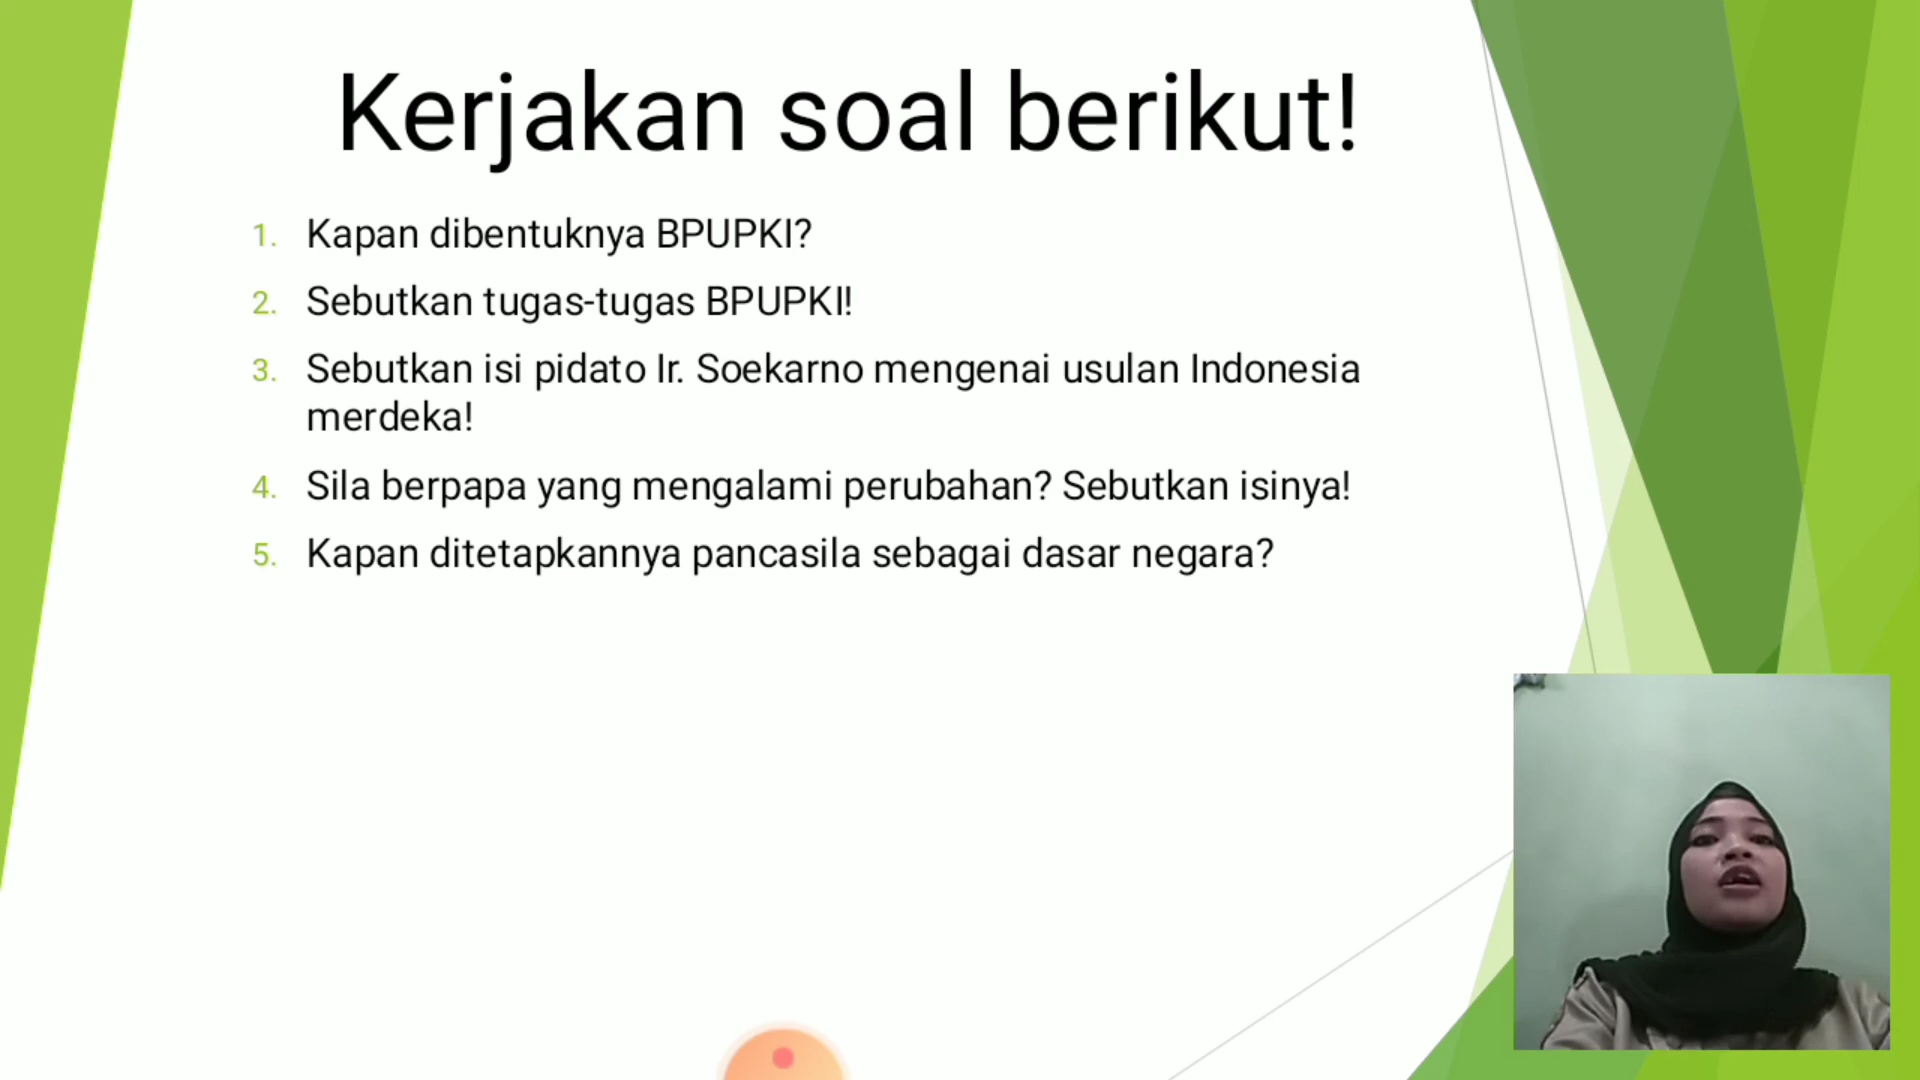 Kerjakan soal berikut!
1. Kapan dibentuknya BPUPKI?
2. Sebutkan tugas-tugas BPUPKI!
3. Sebutkan isi pidato Ir. Soekarno mengenai usulan Indonesia
merdeka!
4. Sila berpapa yang mengalami perubahan? Sebutkan isinya!
5. Kapan ditetapkannya pancasila sebagai dasar negara?